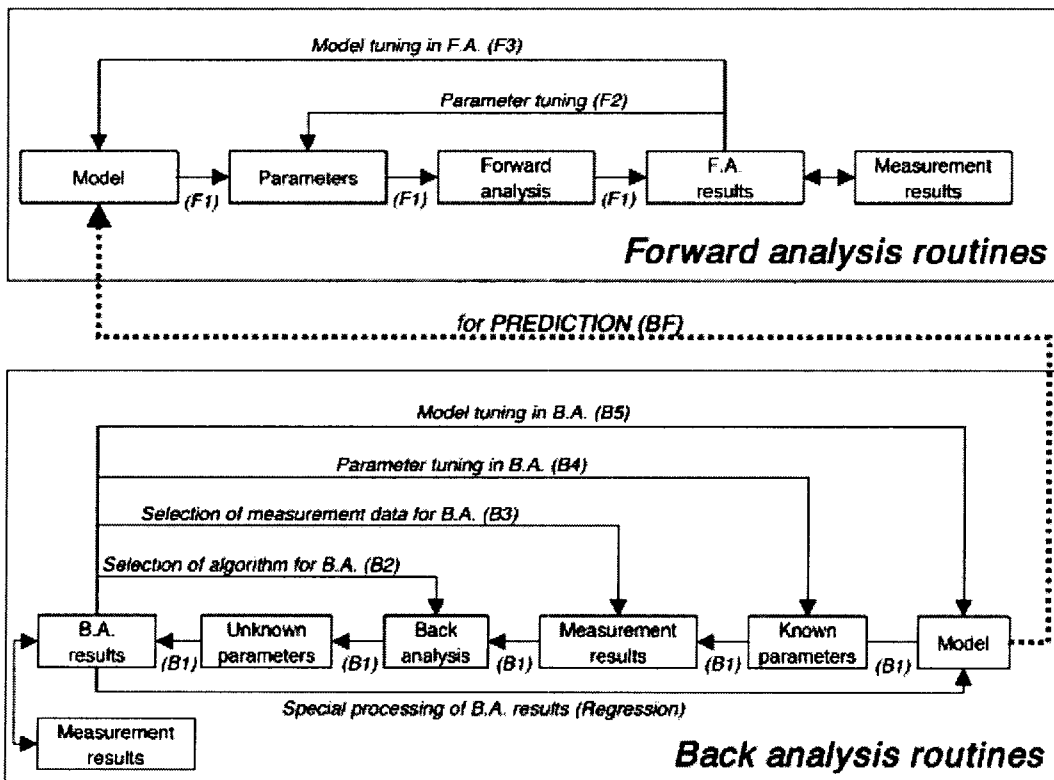 Model tuning in F.A. (F3)
Parameter tuning (F2)
Model
Parameters
Forward
analysis
F.A.
results
Measurement
results
(F1)
(F1)
(F1)
Forward analysis routines
for PREDICTION (BF)
Model tuning in B.A. (B5)
Parameter tuning in B.A. (B4)
Selection of measurement data for B.A. (B3)
Selection of algorithm for B.A. (B2)
B.A.
results
Unknown
parameters
Back
analysis
Measurement
results
Known
parameters
Model
(B1)
(B1)
(B1)
(B1)
(B1)
Special processing of B.A. results (Regression)
Measurement
results
Back analysis routines